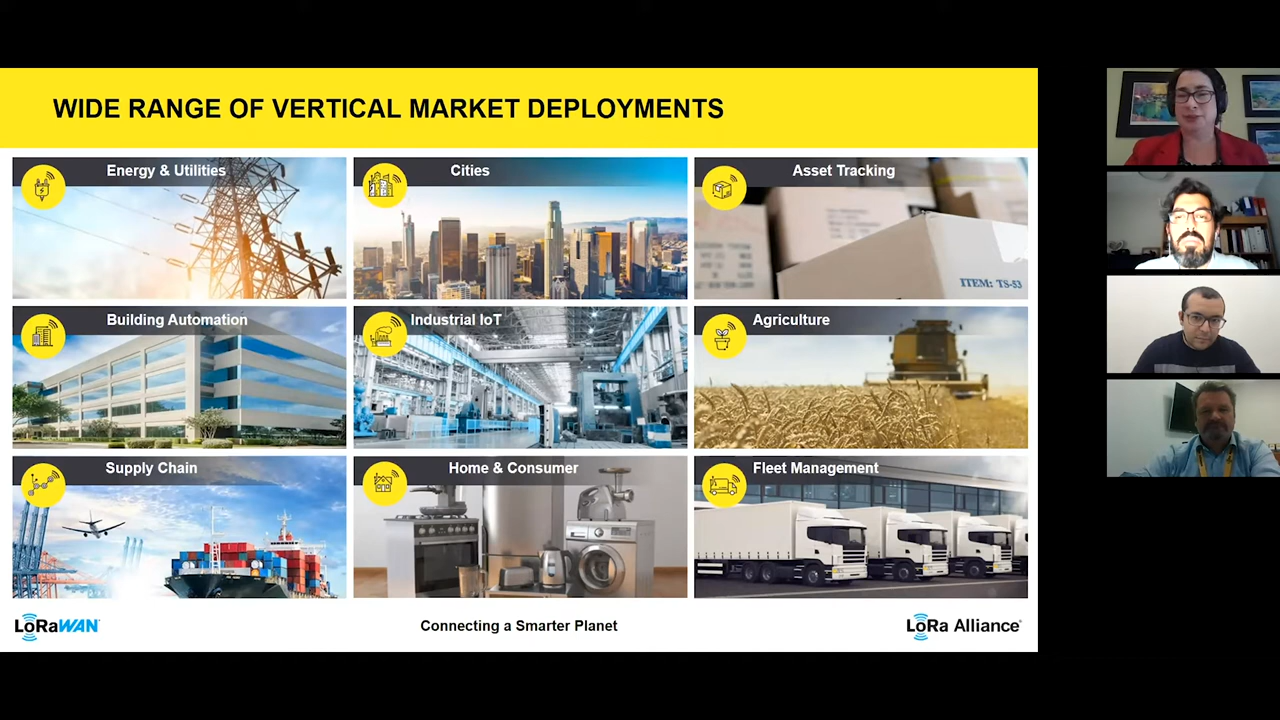 WIDE RANGE OF VERTICAL MARKET DEPLOYMENTS
Energy & Utilities
Cities
Asset Tracking
ITEM: TS-53
Building Automation
Industrial IoT
Agriculture
Supply Chain
Home & Consumer
Fleet Management
LoRaWAN
Connecting a Smarter Planet
LoRa Alliance